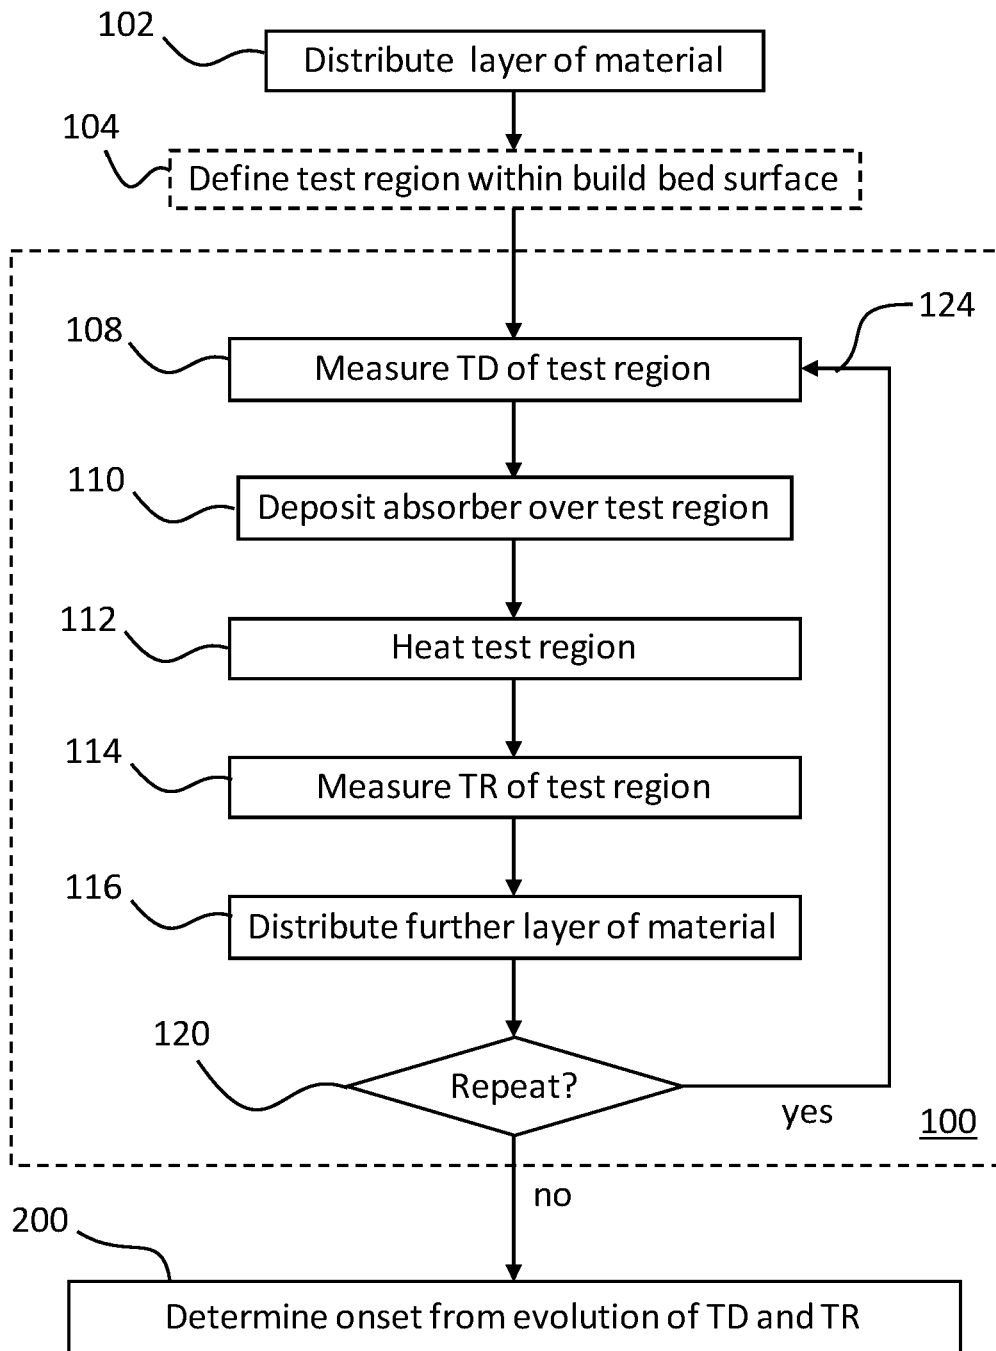 102
Distribute layer of material
104
Define test region within build bed surface
108
124
Measure TD of test region
110
Deposit absorber over test region
112
Heat test region
114
Measure TR of test region
116
Distribute further layer of material
120
Repeat?
yes
100
no
200
Determine onset from evolution of TD and TR